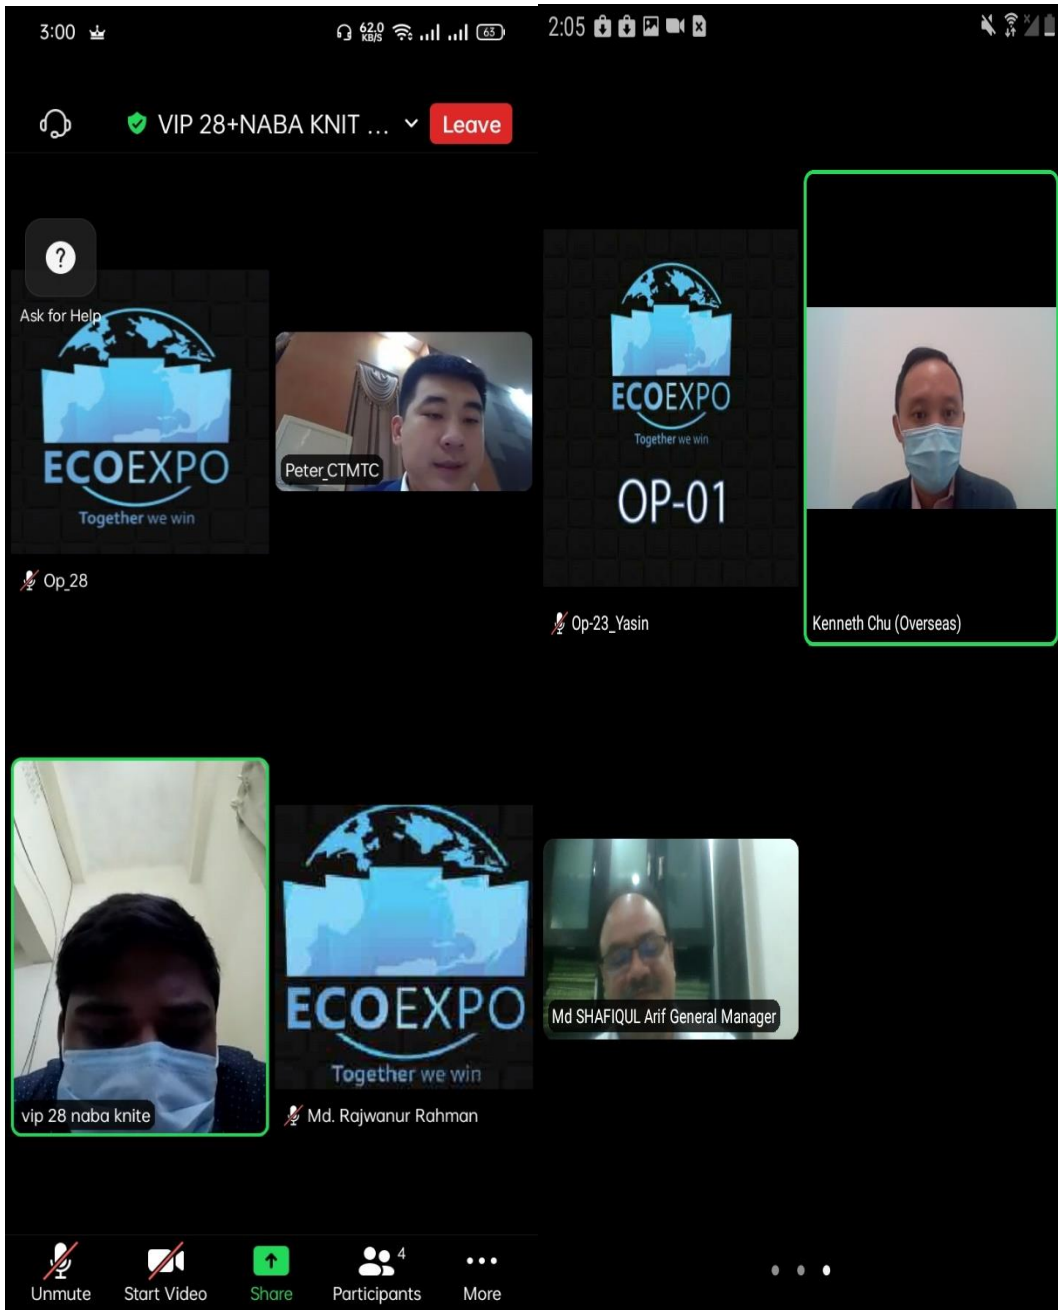 3:00
62.0 KB/S
63
VIP 28+NABA KNIT ...
Leave
?
Ask for Help
ECOEXPO
Together we win
Op_28
Peter_CTMTC
vip 28 naba knite
ECOEXPO
Together we win
Md. Rajwanur Rahman
Unmute
Start Video
Share
4
Participants
More
2:05
ECOEXPO
Together we win
OP-01
Op-23_Yasin
Kenneth Chu (Overseas)
Md SHAFIQUL Arif General Manager